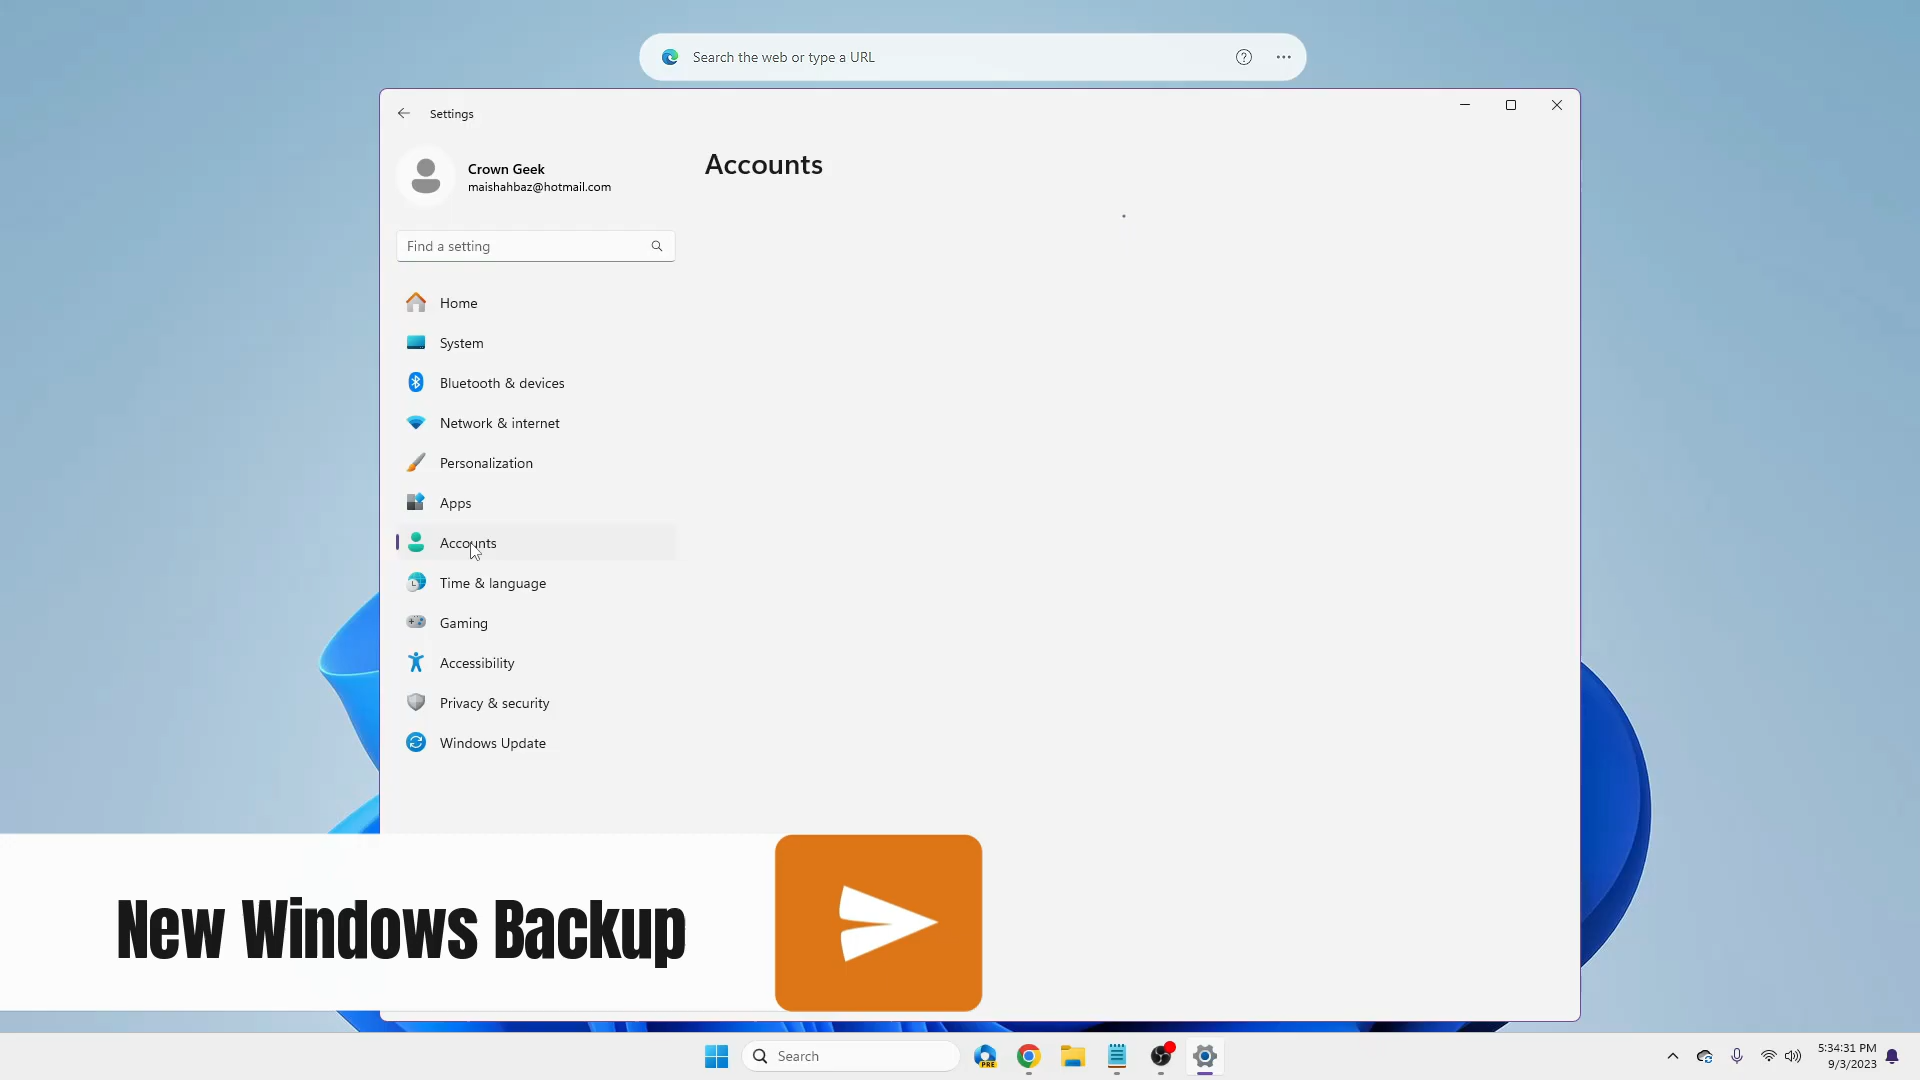 Search the web or type a URL
Settings
Crown Geek
maishahbaz@hotmail.com
Accounts
Find a setting
Home
System
Bluetooth & devices
Network & internet
Personalization
Apps
Accounts
Time & language
Gaming
Accessibility
Privacy & security
Windows Update
New Windows Backup
Search
PRE
5:34:31 PM
9/3/2023